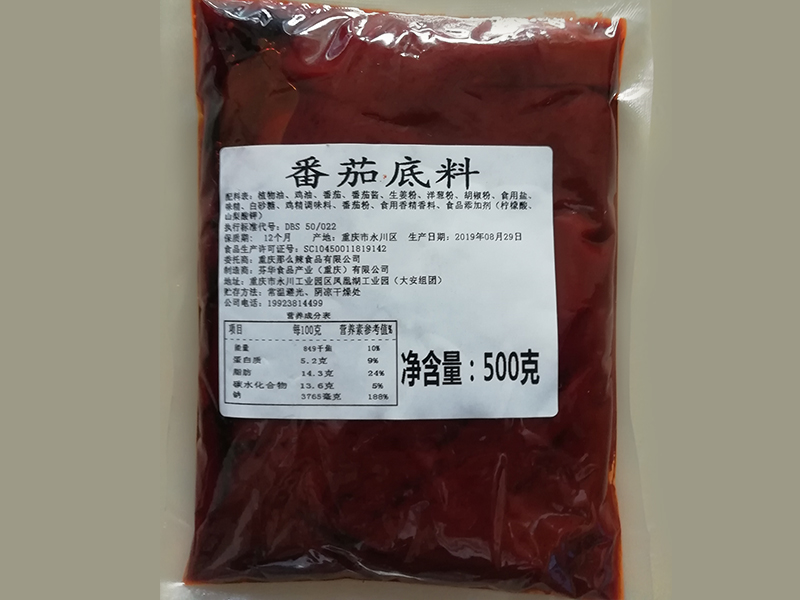 番茄底料
配料表：植物油、鸡油、番茄、番茄酱、生姜粉、洋葱粉、胡椒粉、食用盐、
味精、白砂糖、鸡精调味料、番茄粉、食用香精香料、食品添加剂（柠檬酸、
山梨酸钾）
执行标准代号：DBS 50/022
保质期： 12个月 产地：重庆市永川区 生产日期：2019年08月29日
食品生产许可证号：SC10450011819142
委托商：重庆那么辣食品有限公司
制造商：芬华食品产业（重庆）有限公司
地址：重庆市永川工业园区凤凰湖工业园（大安组团）
贮存方法：常温避光、阴凉干燥处
公司电话：19923814499
营养成分表
项目 每100克 营养素参考值%
能量 849千焦 10%
蛋白质 5.2克 9%
脂肪 14.3克 24%
碳水化合物 13.6克 5%
钠 3765毫克 188%
净含量：500克